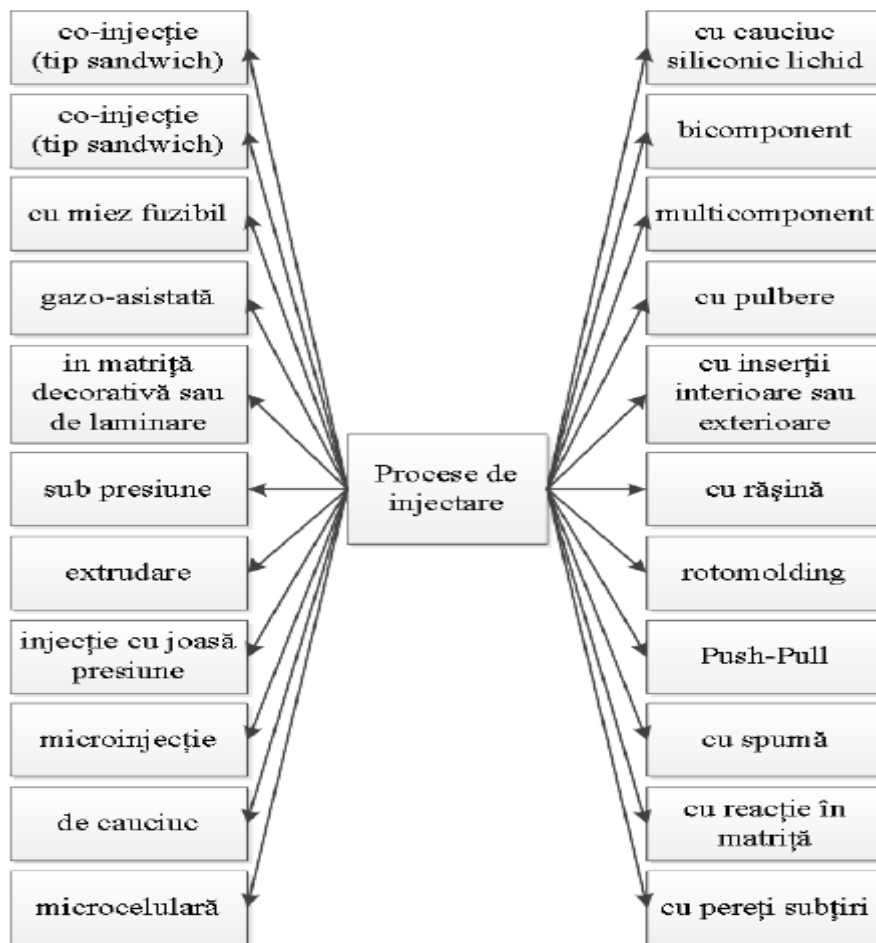 co-injecție
(tip sandwich)
co-injecție
(tip sandwich)
cu miez fuzibil
gazo-asistată
in matriță
decorativă sau
de laminare
sub presiune
extrudare
injecție cu joasă
presiune
microinjecție
de cauciuc
microcelulară
Procese de
injectare
cu cauciuc
siliconic lichid
bicomponent
multicomponent
cu pulbere
cu inserții
interioare sau
exterioare
cu rășină
rotomolding
Push-Pull
cu spumă
cu reacție în
matriță
cu pereți subțiri